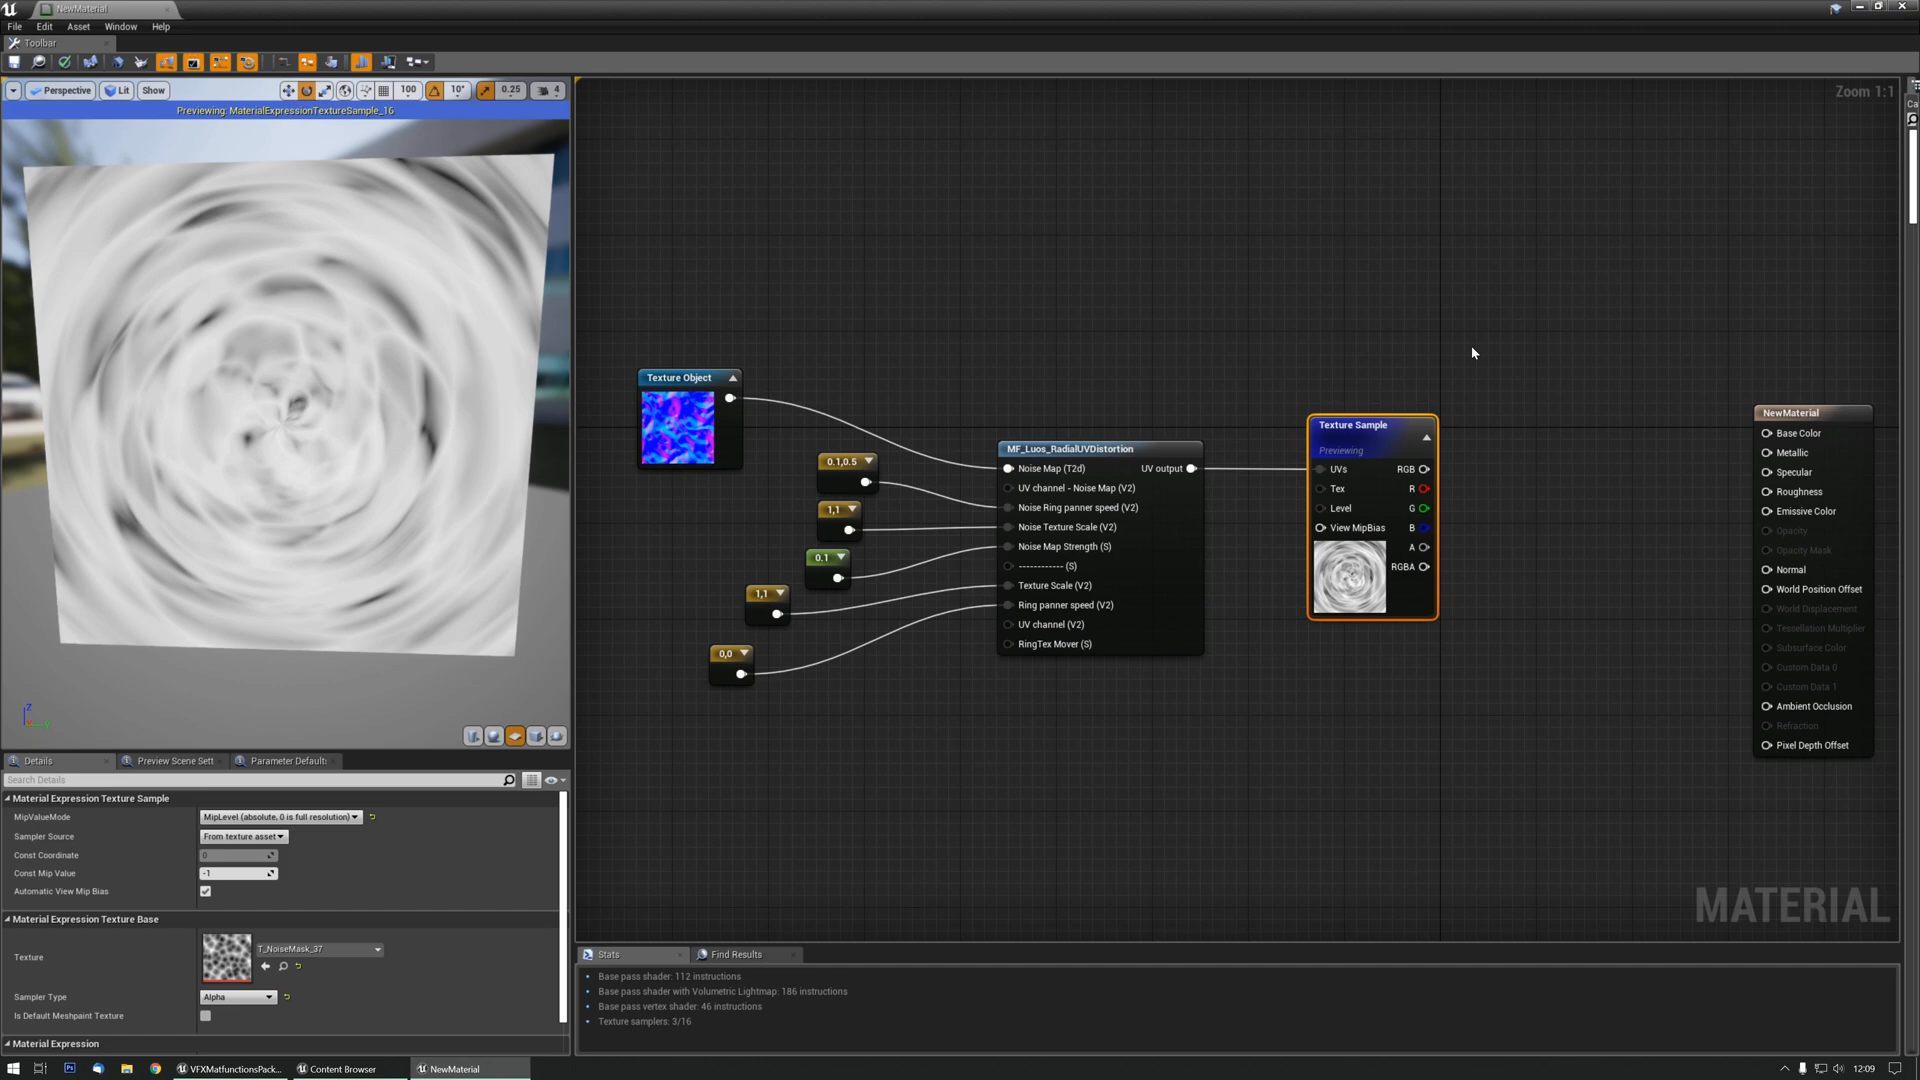 NewMaterial
File Edit Asset Window Help
Toolbar
Perspective Lit Show 100 10° 0.25 4
Previewing: MaterialExpressionTextureSample_16
Zoom 1:1
Ca
Texture Object
0.1,0.5
1,1
0.1
1,1
0,0
MF_Luos_RadialUVDistortion
Noise Map (T2d) UV output
UV channel - Noise Map (V2)
Noise Ring panner speed (V2)
Noise Texture Scale (V2)
Noise Map Strength (S)
------------ (S)
Texture Scale (V2)
Ring panner speed (V2)
UV channel (V2)
RingTex Mover (S)
Texture Sample
Previewing
UVs RGB
Tex R
Level G
View MipBias B
A
RGBA
NewMaterial
Base Color
Metallic
Specular
Roughness
Emissive Color
Opacity
Opacity Mask
Normal
World Position Offset
World Displacement
Tessellation Multiplier
Subsurface Color
Custom Data 0
Custom Data 1
Ambient Occlusion
Refraction
Pixel Depth Offset
MATERIAL
Z
Details Preview Scene Sett Parameter Default:
Search Details
Material Expression Texture Sample
MipValueMode MipLevel (absolute, 0 is full resolution)
Sampler Source From texture asset
Const Coordinate 0
Const Mip Value -1
Automatic View Mip Bias
Material Expression Texture Base
Texture T_NoiseMask_37
Sampler Type Alpha
Is Default Meshpaint Texture
Material Expression
Stats Find Results
Base pass shader: 112 instructions
Base pass shader with Volumetric Lightmap: 186 instructions
Base pass vertex shader: 46 instructions
Texture samplers: 3/16
VFXMatfunctionsPack... Content Browser NewMaterial 12:09